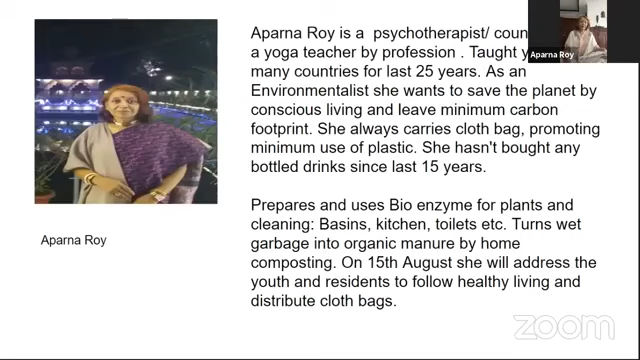 Aparna Roy is a psychotherapist/
a yoga teacher by profession . Taught
many countries for last 25 years. As an
Environmentalist she wants to save the planet by
conscious living and leave minimum carbon
footprint. She always carries cloth bag, promoting
minimum use of plastic. She hasn't bought any
bottled drinks since last 15 years.
Prepares and uses Bio enzyme for plants and
cleaning: Basins, kitchen, toilets etc. Turns wet
garbage into organic manure by home
composting. On 15th August she will address the
youth and residents to follow healthy living and
distribute cloth bags.
Aparna Roy
Aparna Roy
zoom